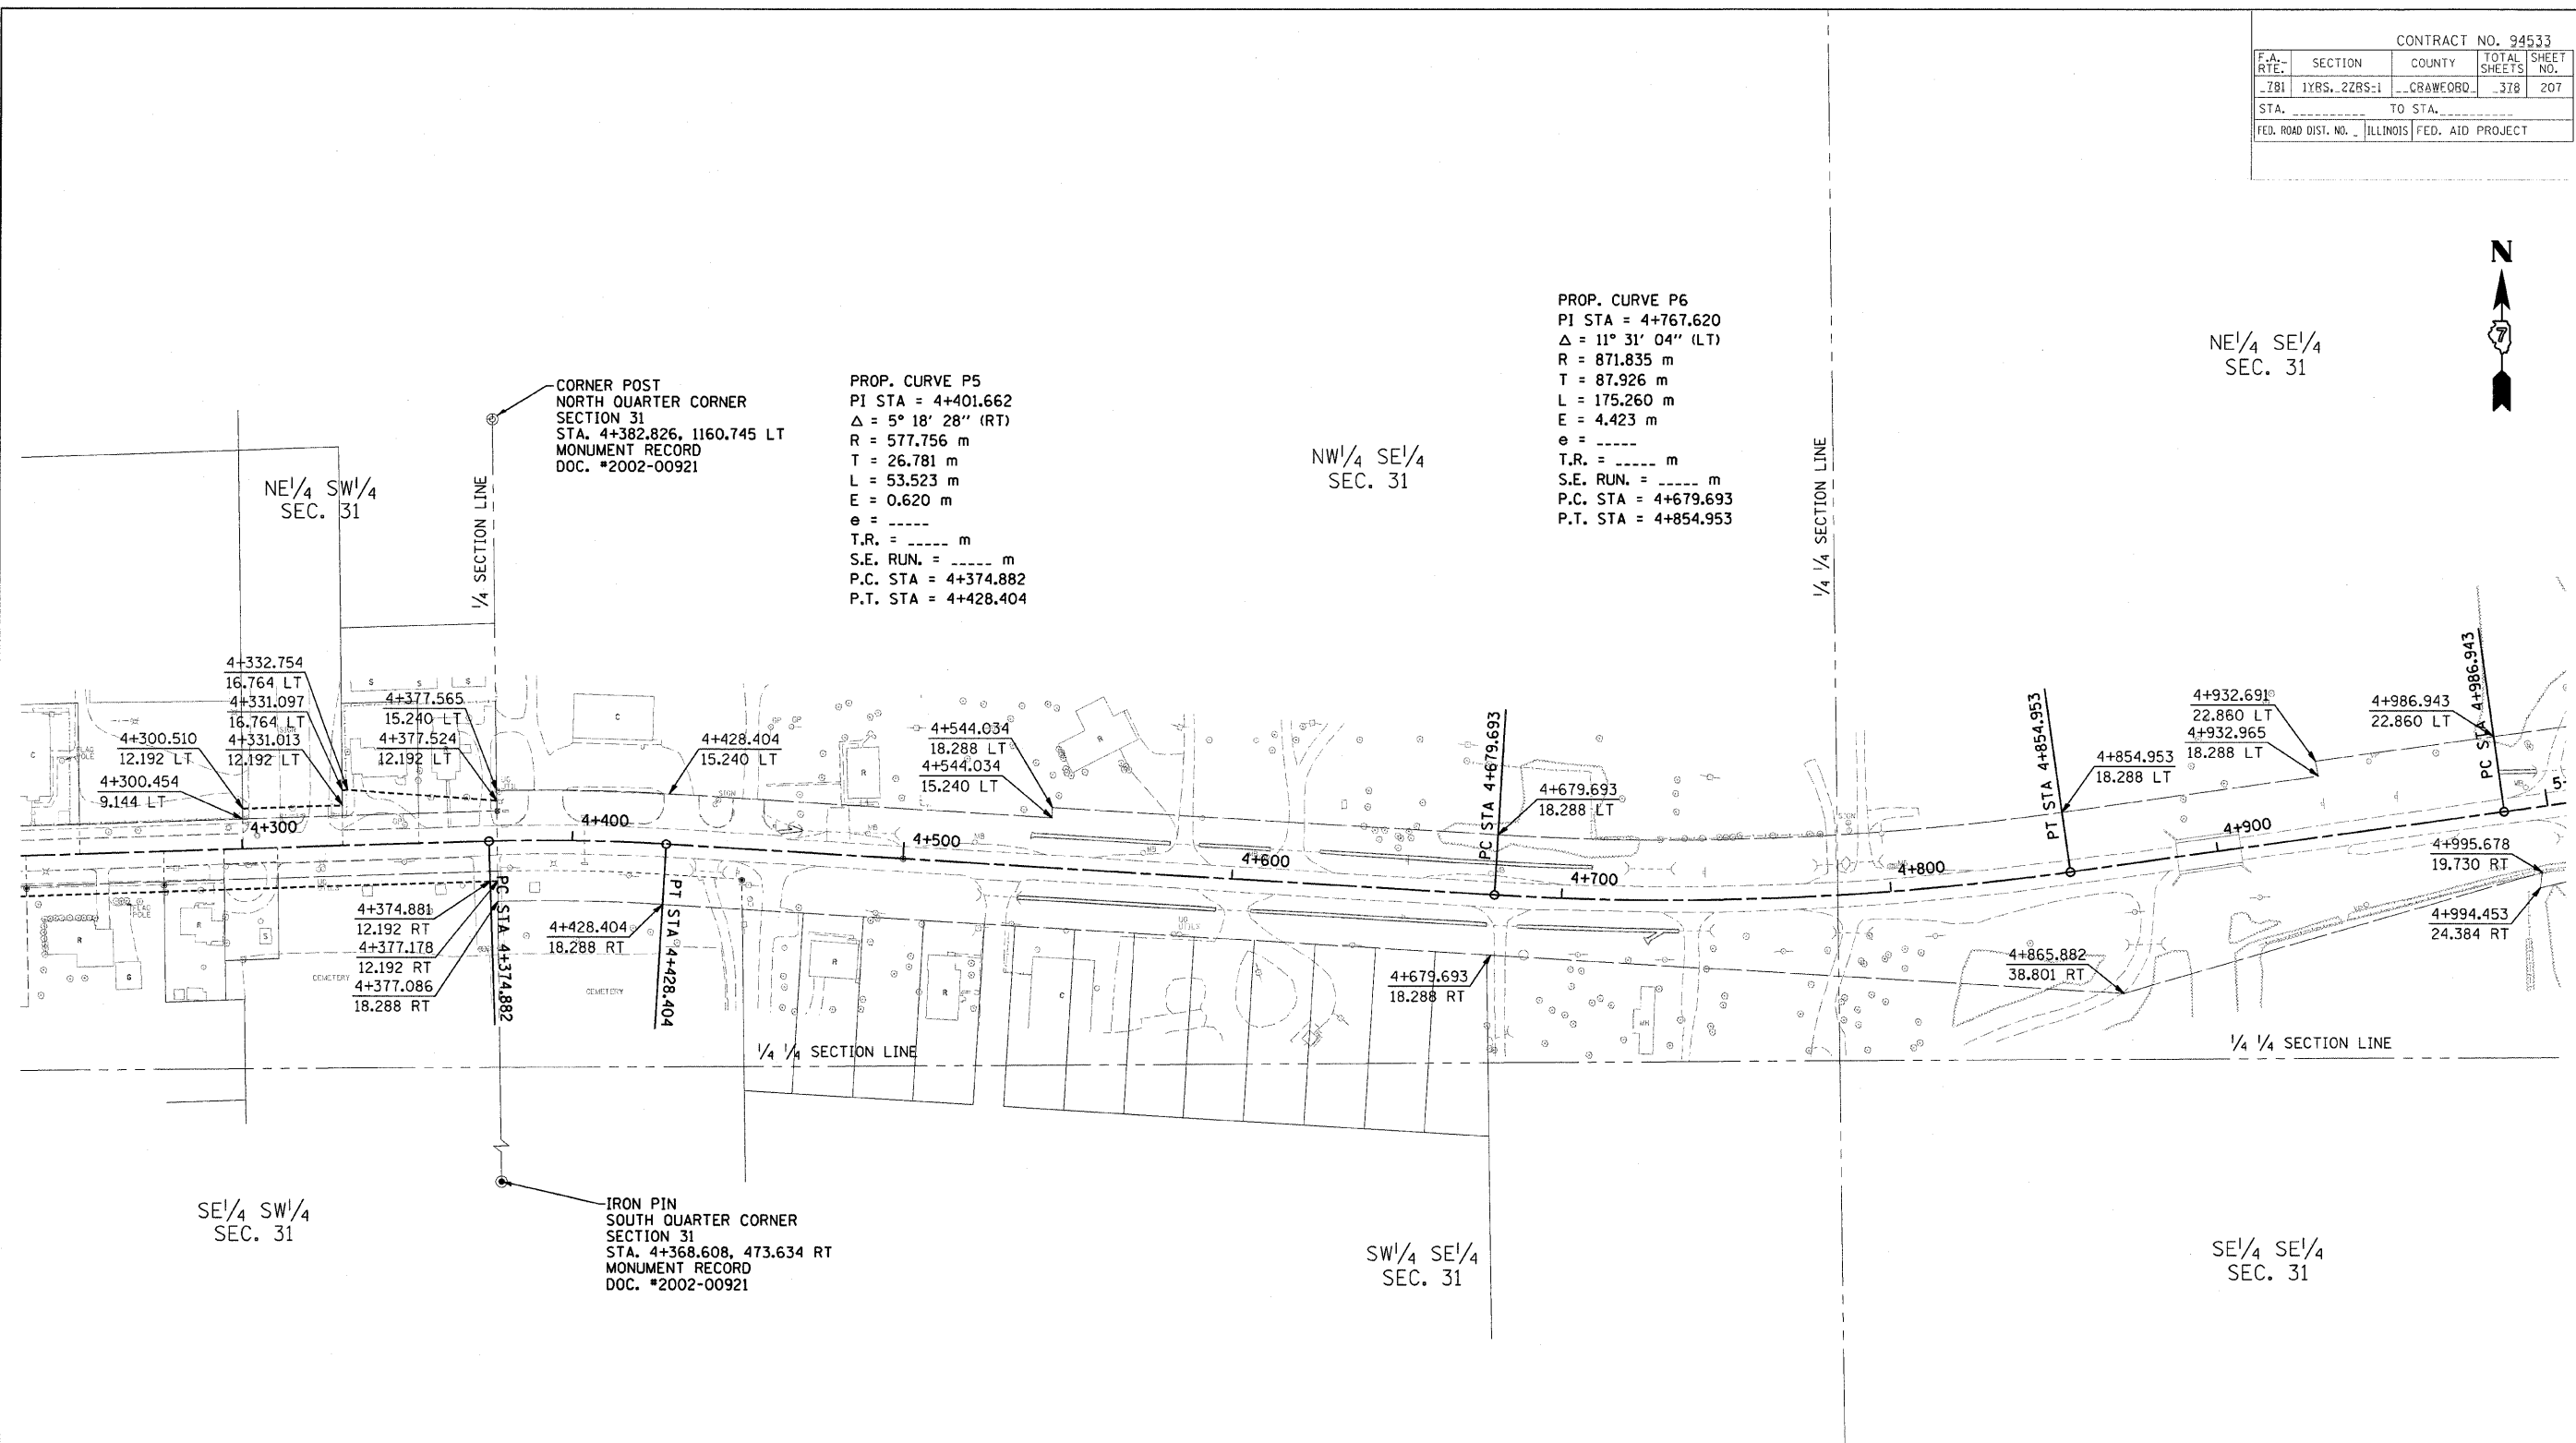 CONTRACT NO. 94533
F.A. RTE. SECTION COUNTY TOTAL SHEETS SHEET NO.
781 1YRS, 2ZRS-1 CRAWFORD 378 207
STA. __________ TO STA. __________
FED. ROAD DIST. NO. _ ILLINOIS FED. AID PROJECT
N
7
NE1/4 SE1/4
SEC. 31
PROP. CURVE P6
PI STA = 4+767.620
Δ = 11° 31' 04" (LT)
R = 871.835 m
T = 87.926 m
L = 175.260 m
E = 4.423 m
e = _____
T.R. = _____ m
S.E. RUN. = _____ m
P.C. STA = 4+679.693
P.T. STA = 4+854.953
CORNER POST
NORTH QUARTER CORNER
SECTION 31
STA. 4+382.826, 1160.745 LT
MONUMENT RECORD
DOC. #2002-00921
PROP. CURVE P5
PI STA = 4+401.662
Δ = 5° 18' 28" (RT)
R = 577.756 m
T = 26.781 m
L = 53.523 m
E = 0.620 m
e = _____
T.R. = _____ m
S.E. RUN. = _____ m
P.C. STA = 4+374.882
P.T. STA = 4+428.404
NW1/4 SE1/4
SEC. 31
NE1/4 SW1/4
SEC. 31
1/4 SECTION LINE
1/4 1/4 SECTION LINE
4+332.754
16.764 LT
4+331.097
16.764 LT
4+331.013
12.192 LT
4+300.510
12.192 LT
4+300.454
9.144 LT
4+377.565
15.240 LT
4+377.524
12.192 LT
4+428.404
15.240 LT
4+544.034
18.288 LT
4+544.034
15.240 LT
PC STA 4+679.693
4+679.693
18.288 LT
PT STA 4+854.953
4+854.953
18.288 LT
4+932.691
22.860 LT
4+932.965
18.288 LT
4+986.943
22.860 LT
PC STA 4+986.943
S S S
C
C
R
R
SIGN
SIGN
SIGN
FLAG POLE
4+300
4+400
4+500
4+600
4+700
4+800
4+900
5
4+995.678
19.730 RT
4+994.453
24.384 RT
4+374.881
12.192 RT
4+377.178
12.192 RT
4+377.086
18.288 RT
PC STA 4+374.882
4+428.404
18.288 RT
PT STA 4+428.404
4+679.693
18.288 RT
4+865.882
38.801 RT
FLAG POLE
R
R
S
G
CEMETERY
CEMETERY
R
R
C
UG UTILS
WH
1/4 1/4 SECTION LINE
1/4 1/4 SECTION LINE
IRON PIN
SOUTH QUARTER CORNER
SECTION 31
STA. 4+368.608, 473.634 RT
MONUMENT RECORD
DOC. #2002-00921
SE1/4 SW1/4
SEC. 31
SW1/4 SE1/4
SEC. 31
SE1/4 SE1/4
SEC. 31